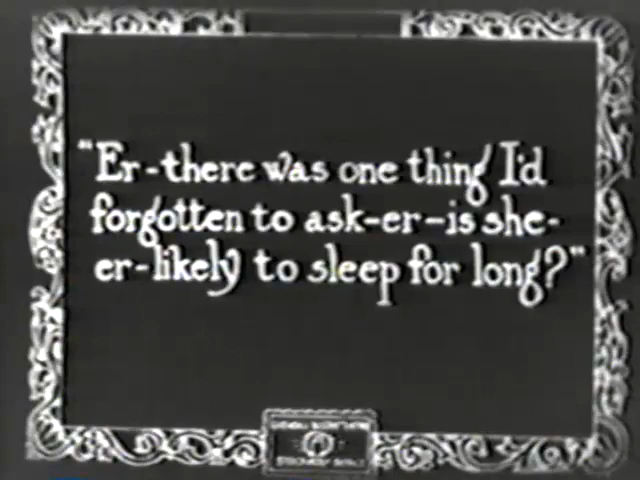 "Er-there was one thing I'd
forgotten to ask-er-is she-
er-likely to sleep for long?"